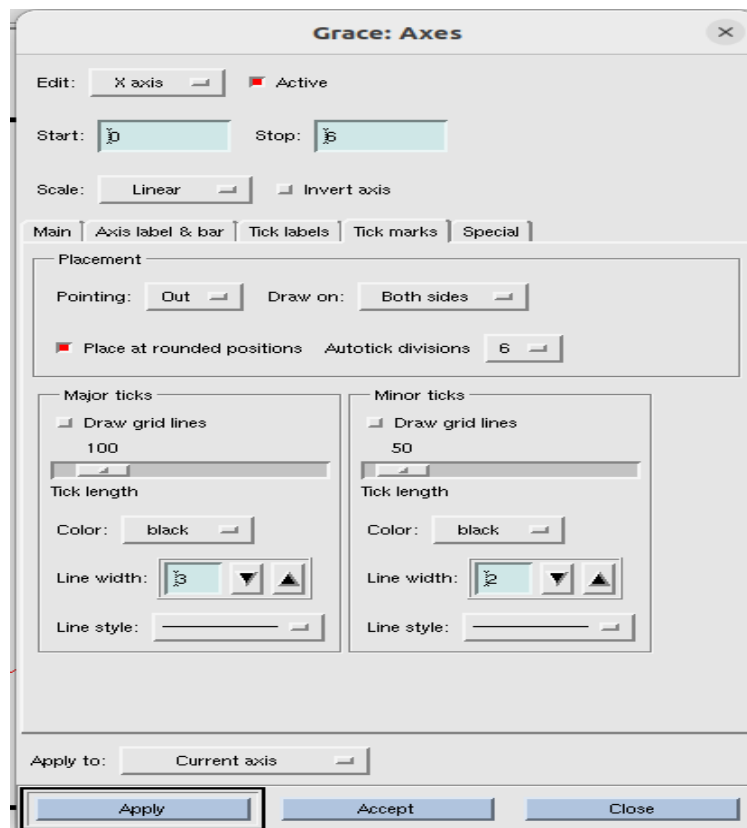 Grace: Axes
Edit: X axis Active
Start: 0 Stop: 6
Scale: Linear Invert axis
Main Axis label & bar Tick labels Tick marks Special
Placement
Pointing: Out Draw on: Both sides
Place at rounded positions Autotick divisions 6
Major ticks Minor ticks
Draw grid lines Draw grid lines
100 50
Tick length Tick length
Color: black Color: black
Line width: 3 Line width: 2
Line style: Line style:
Apply to: Current axis
Apply Accept Close